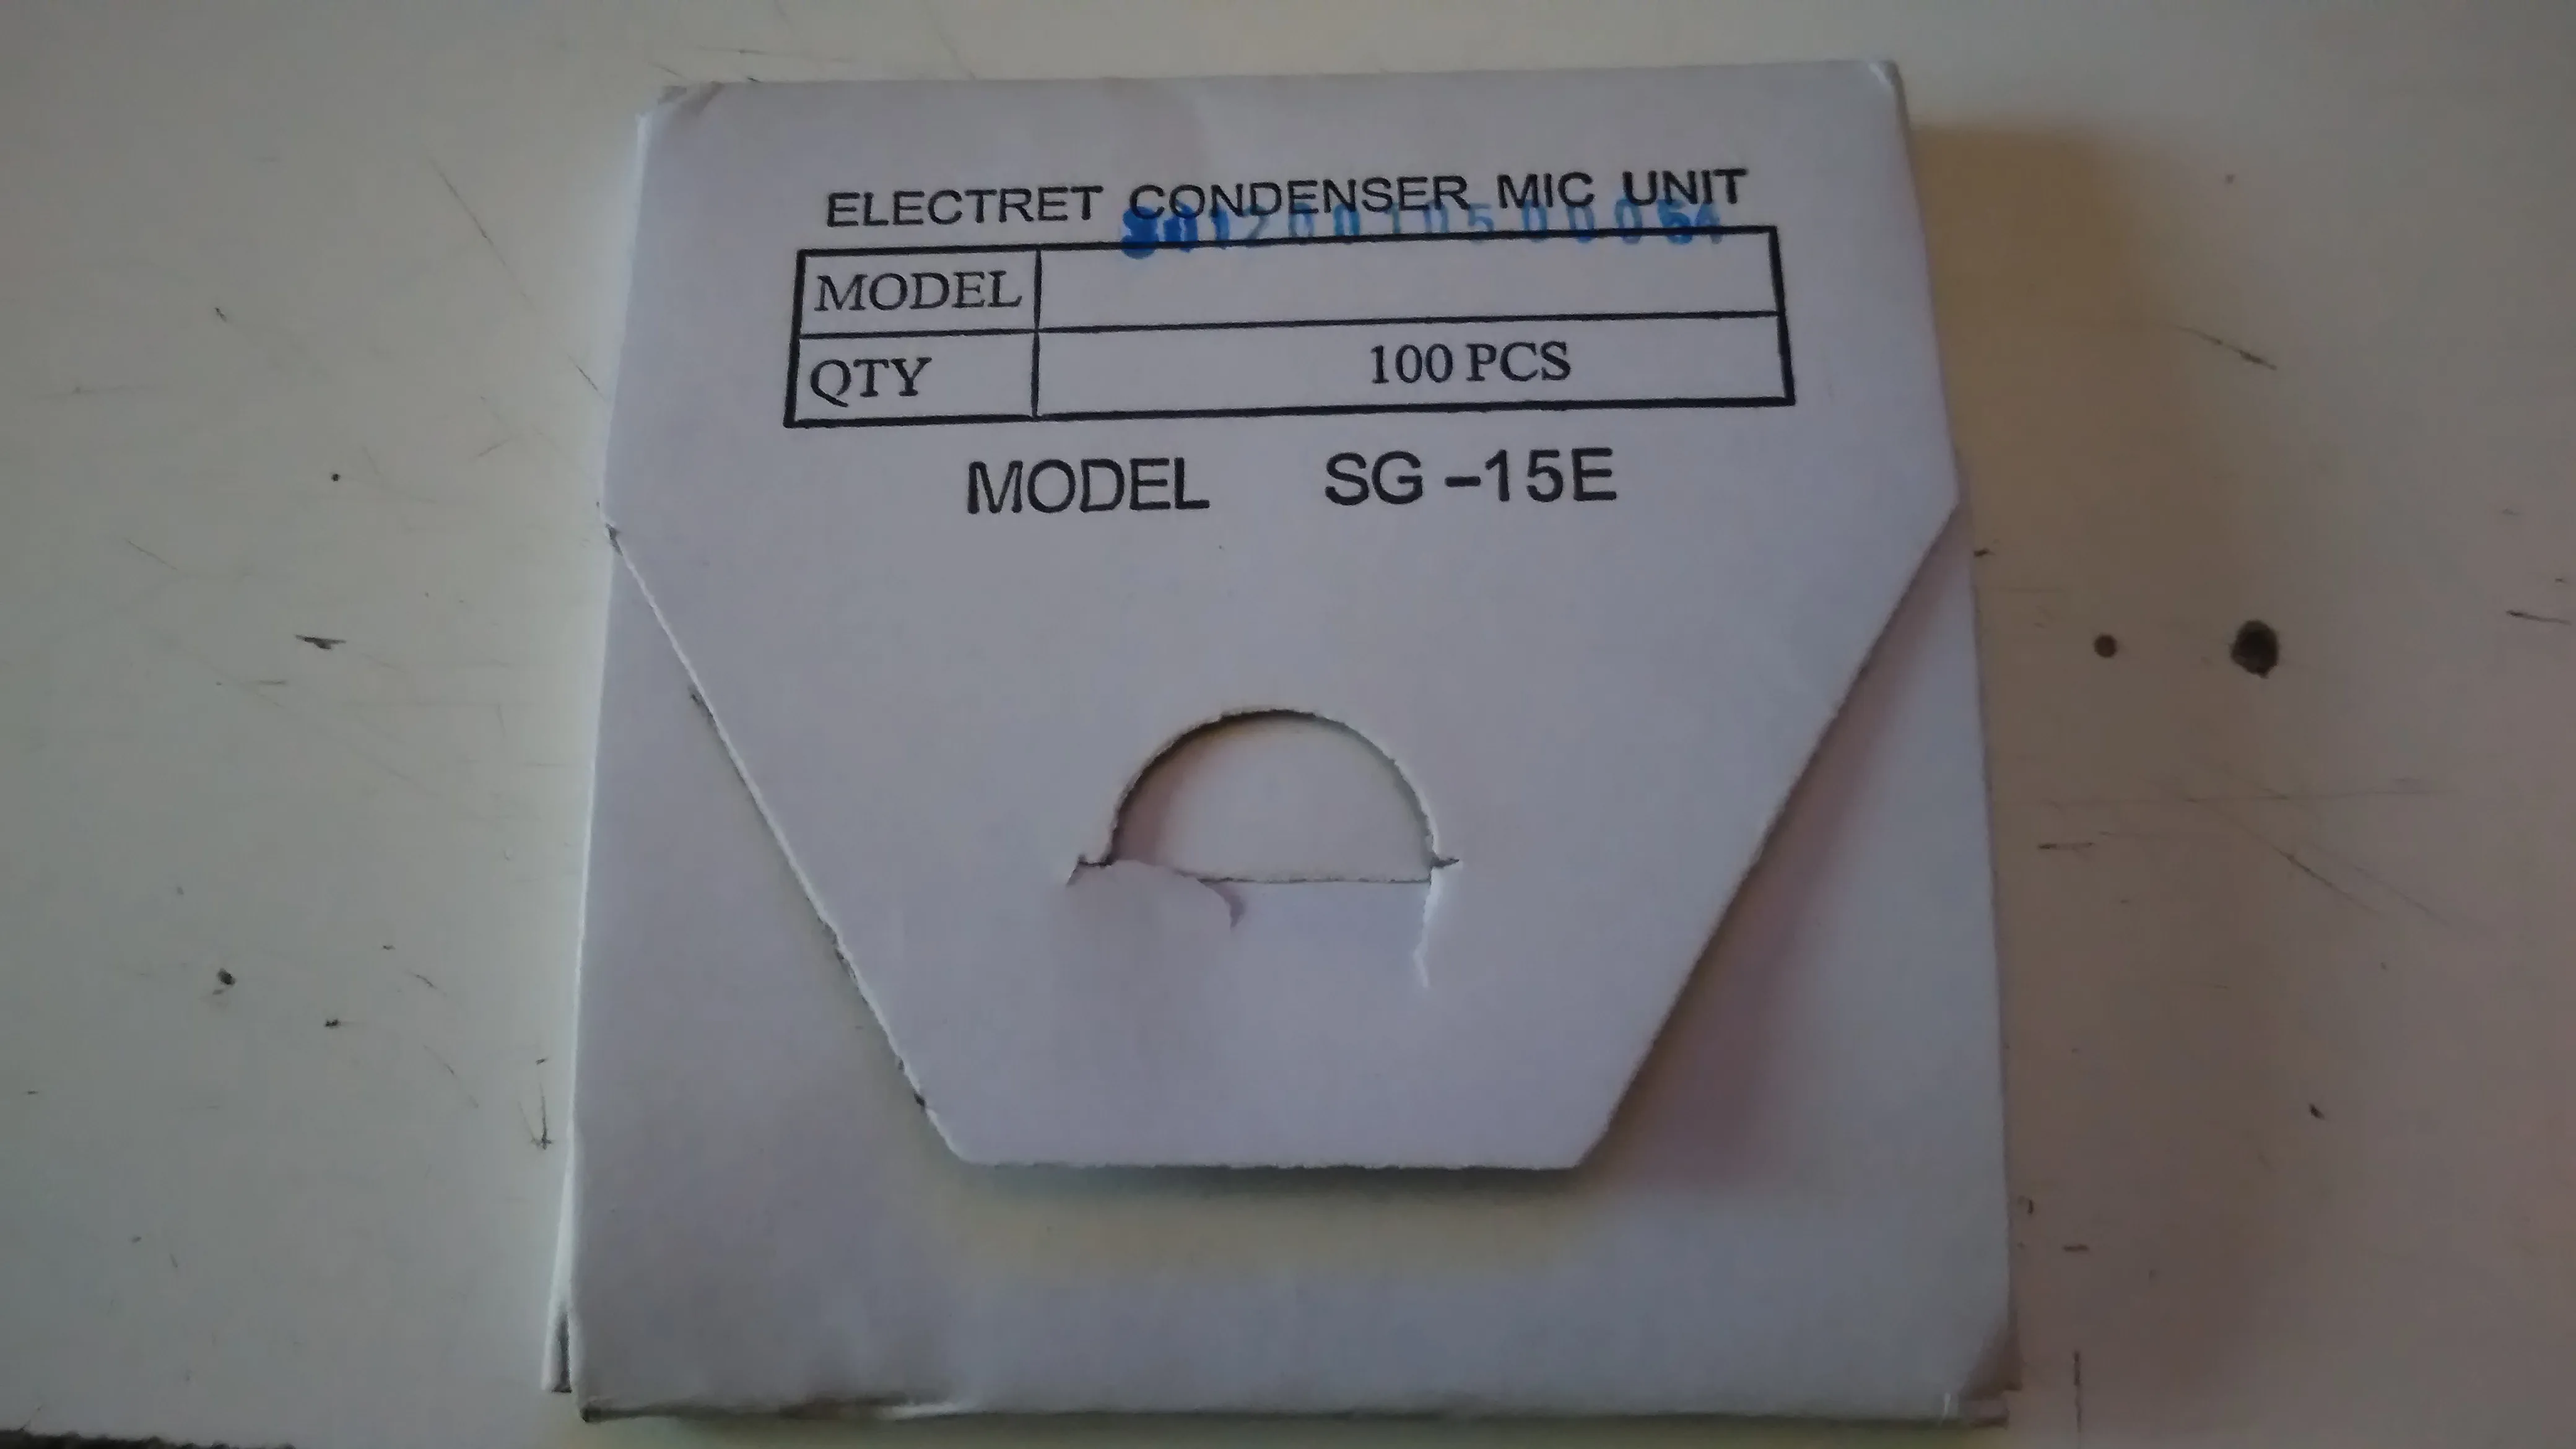 ELECTRET CONDENSER MIC UNIT
MODEL
QTY 100 PCS
MODEL SG-15E